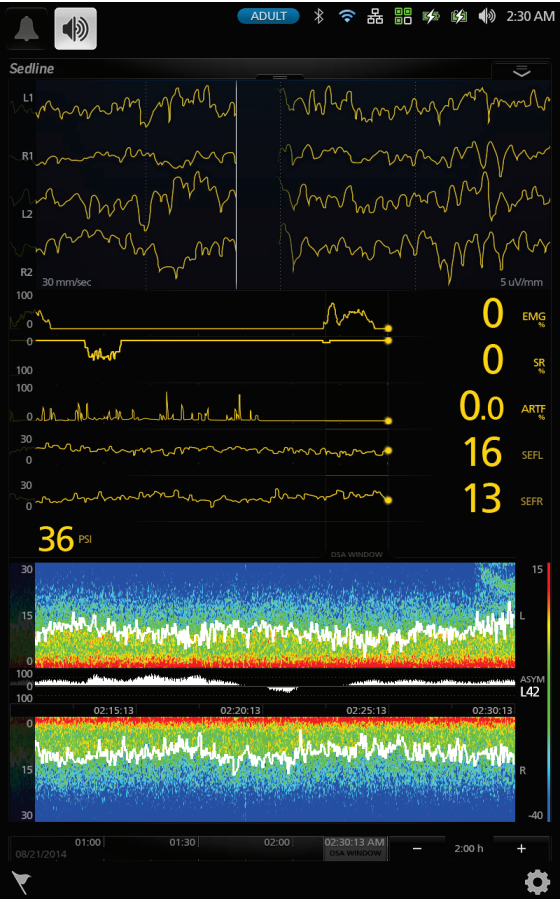 ADULT 2:30 AM
Sedline
L1
R1
L2
R2
30 mm/sec 5 uV/mm
100
0 0 EMG %
0
100 0 SR %
100
0 0.0 ARTF %
30
0 16 SEFL
30
0 13 SEFR
36 PSI
DSA WINDOW
30 15
15 L
0
100 ASYM
0 L42
100
02:15:13 02:20:13 02:25:13 02:30:13
0
15 R
30 -40
01:00 01:30 02:00 02:30:13 AM − 2:00 h +
08/21/2014 DSA WINDOW